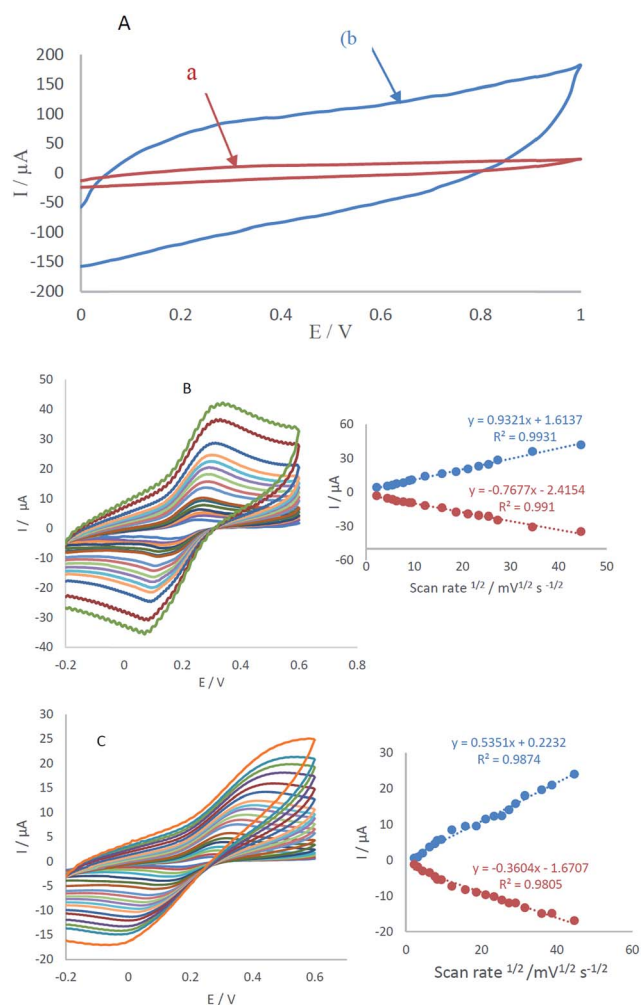 A
(b
a
200
150
100
50
0
-50
-100
-150
-200
I / µA
0 0.2 0.4 0.6 0.8 1
E / V
B
50
40
30
20
10
0
-10
-20
-30
-40
I / µA
-0.2 0 0.2 0.4 0.6 0.8
E / V
y = 0.9321x + 1.6137
R² = 0.9931
y = -0.7677x - 2.4154
R² = 0.991
60
30
0
-30
-60
I / µA
0 10 20 30 40 50
Scan rate 1/2 / mV1/2 s -1/2
C
30
25
20
15
10
5
0
-5
-10
-15
-20
I / µA
-0.2 0 0.2 0.4 0.6
E / V
y = 0.5351x + 0.2232
R² = 0.9874
y = -0.3604x - 1.6707
R² = 0.9805
30
20
10
0
-10
-20
I / µA
0 20 40 60
Scan rate 1/2 /mV1/2 s-1/2